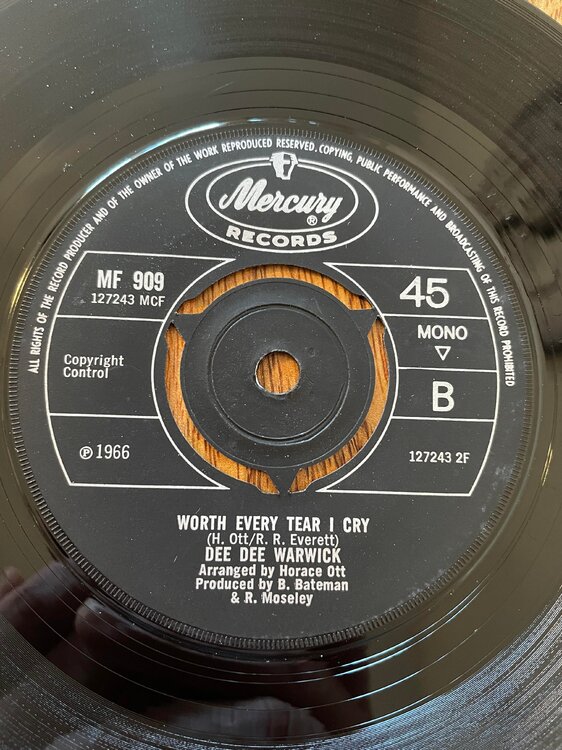 ALL RIGHTS OF THE RECORD PRODUCER AND OF THE OWNER OF THE WORK REPRODUCED RESERVED. COPYING, PUBLIC PERFORMANCE AND BROADCASTING OF THIS RECORD PROHIBITED
Mercury ®
RECORDS
MF 909
127243 MCF
Copyright
Control
℗ 1966
45
MONO
B
127243 2F
WORTH EVERY TEAR I CRY
(H. Ott/R. R. Everett)
DEE DEE WARWICK
Arranged by Horace Ott
Produced by B. Bateman
& R. Moseley